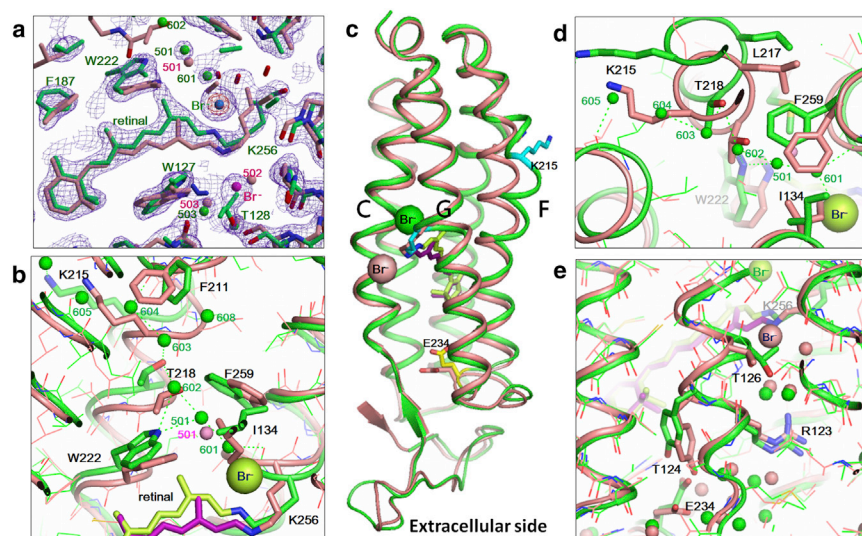 a
602
501
501
W222
601
F187
Br-
retinal
K256
W127
502
Br-
503
503
T128
b
K215
F211
605
604
608
603
T218
602
F259
501
501
I134
W222
601
Br-
retinal
K256
c
K215
C
Br-
G
F
Br-
E234
Extracellular side
d
L217
K215
T218
F259
605
604
603
602
501
601
W222
I134
Br-
e
Br-
K256
Br-
T126
R123
T124
E234